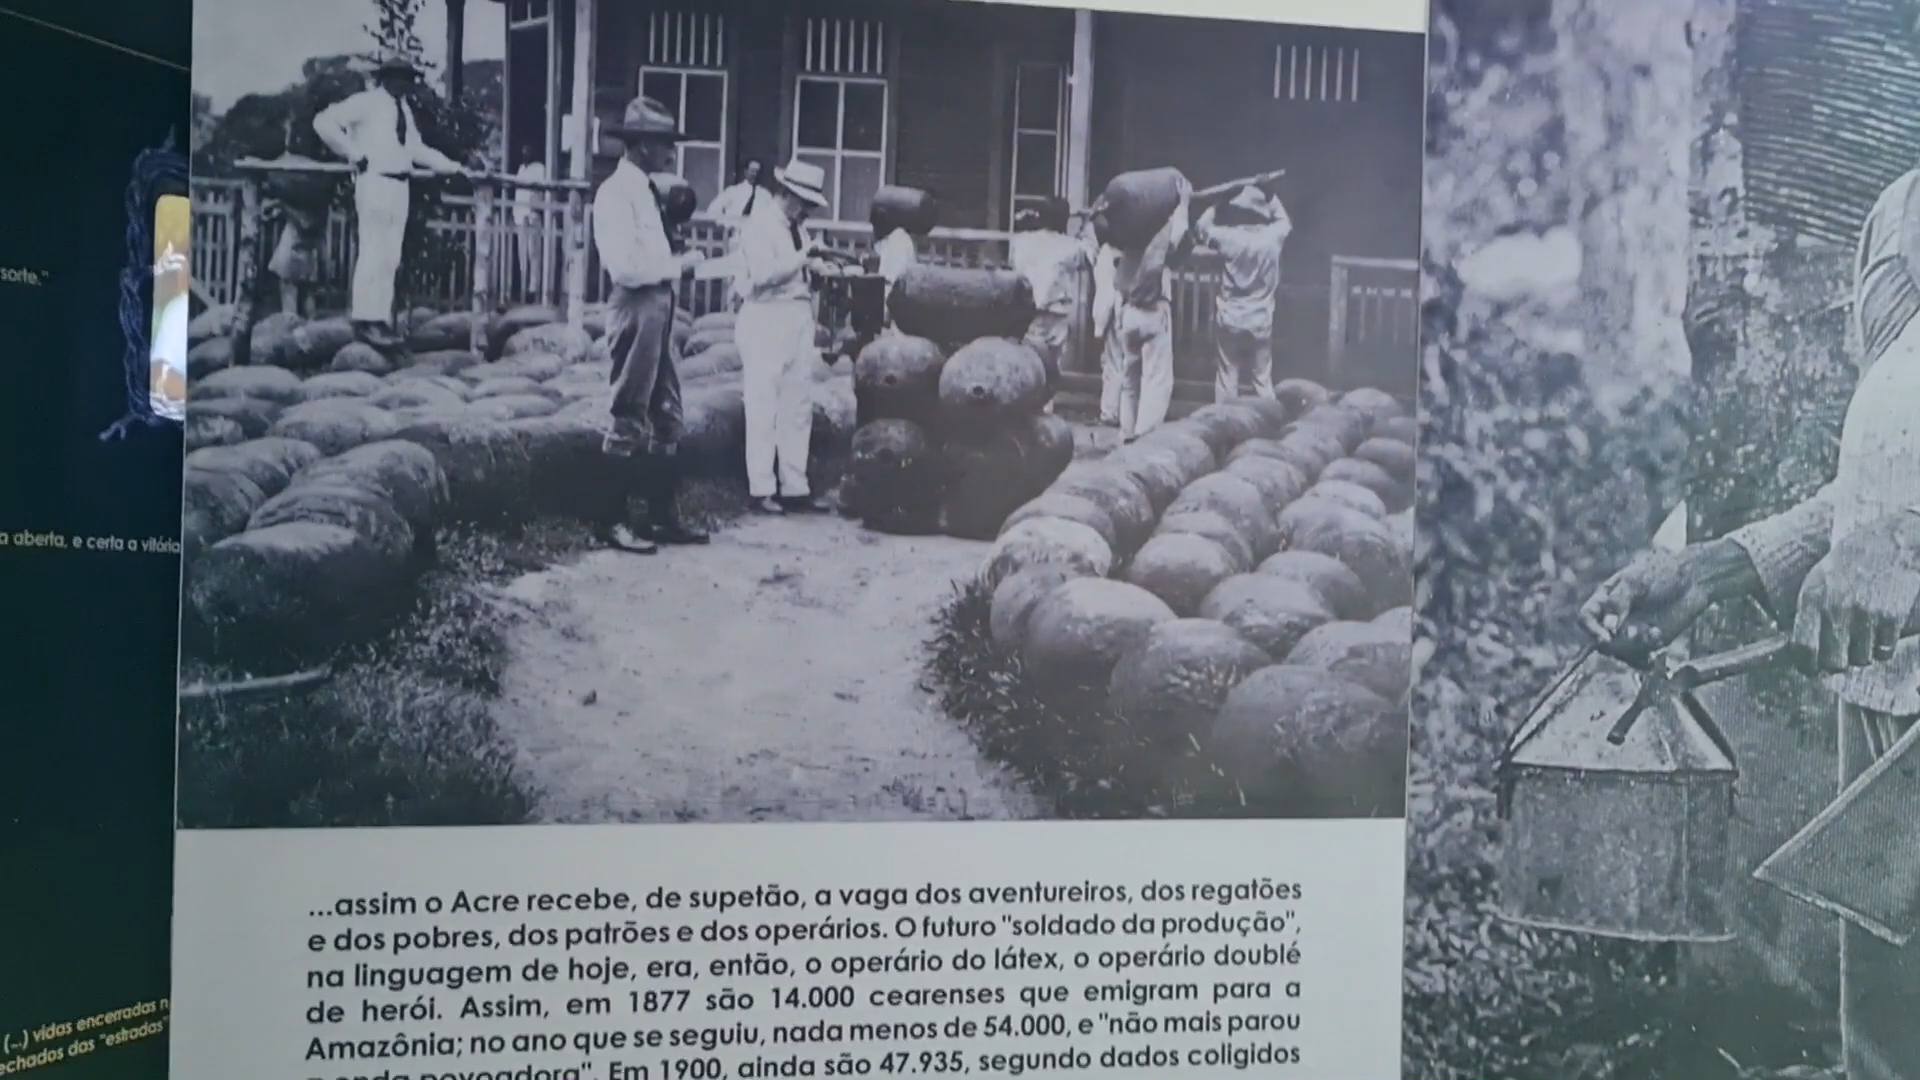 sorte."
a aberta, e certa a vitória
(...) vidas encerradas n
echados das "estradas"
...assim o Acre recebe, de supetão, a vaga dos aventureiros, dos regatões
e dos pobres, dos patrões e dos operários. O futuro "soldado da produção",
na linguagem de hoje, era, então, o operário do látex, o operário doublé
de herói. Assim, em 1877 são 14.000 cearenses que emigram para a
Amazônia; no ano que se seguiu, nada menos de 54.000, e "não mais parou
a onda povoadora". Em 1900, ainda são 47.935, segundo dados coligidos